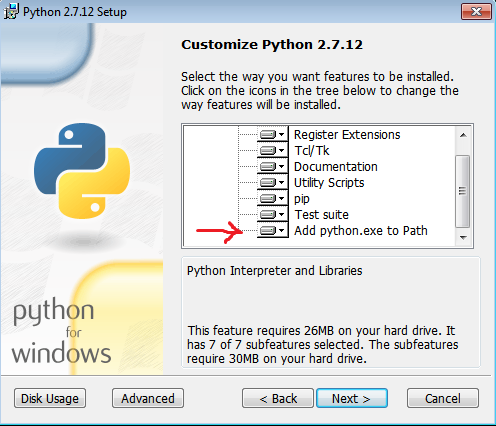 Python 2.7.12 Setup
Customize Python 2.7.12
Select the way you want features to be installed.
Click on the icons in the tree below to change the
way features will be installed.
Register Extensions
Tcl/Tk
Documentation
Utility Scripts
pip
Test suite
Add python.exe to Path
Python Interpreter and Libraries
This feature requires 26MB on your hard drive. It
has 7 of 7 subfeatures selected. The subfeatures
require 30MB on your hard drive.
python
for
windows
Disk Usage
Advanced
< Back
Next >
Cancel